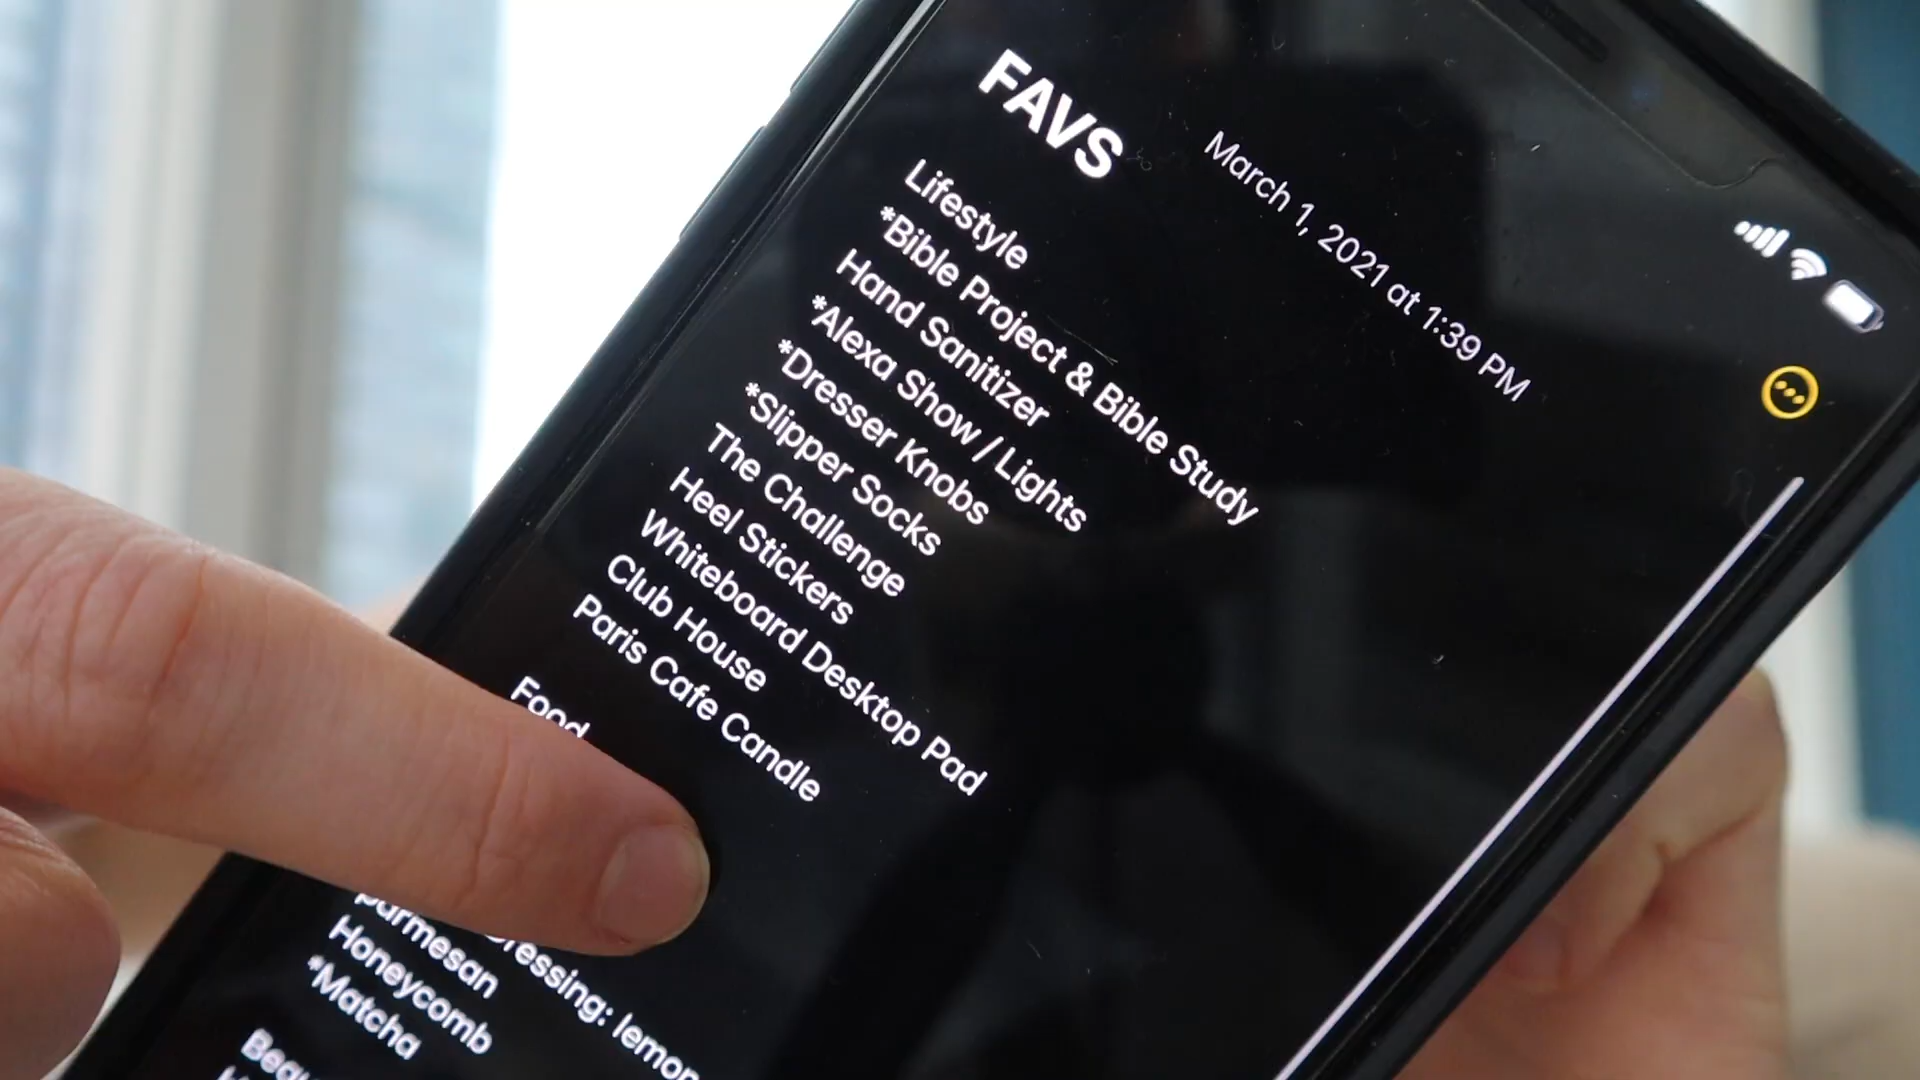 March 1, 2021 at 1:39 PM
FAVS
Lifestyle
*Bible Project & Bible Study
Hand Sanitizer
*Alexa Show / Lights
*Dresser Knobs
*Slipper Socks
The Challenge
Heel Stickers
Whiteboard Desktop Pad
Club House
Paris Cafe Candle
Food
lemon
parmesan
Honeycomb
*Matcha